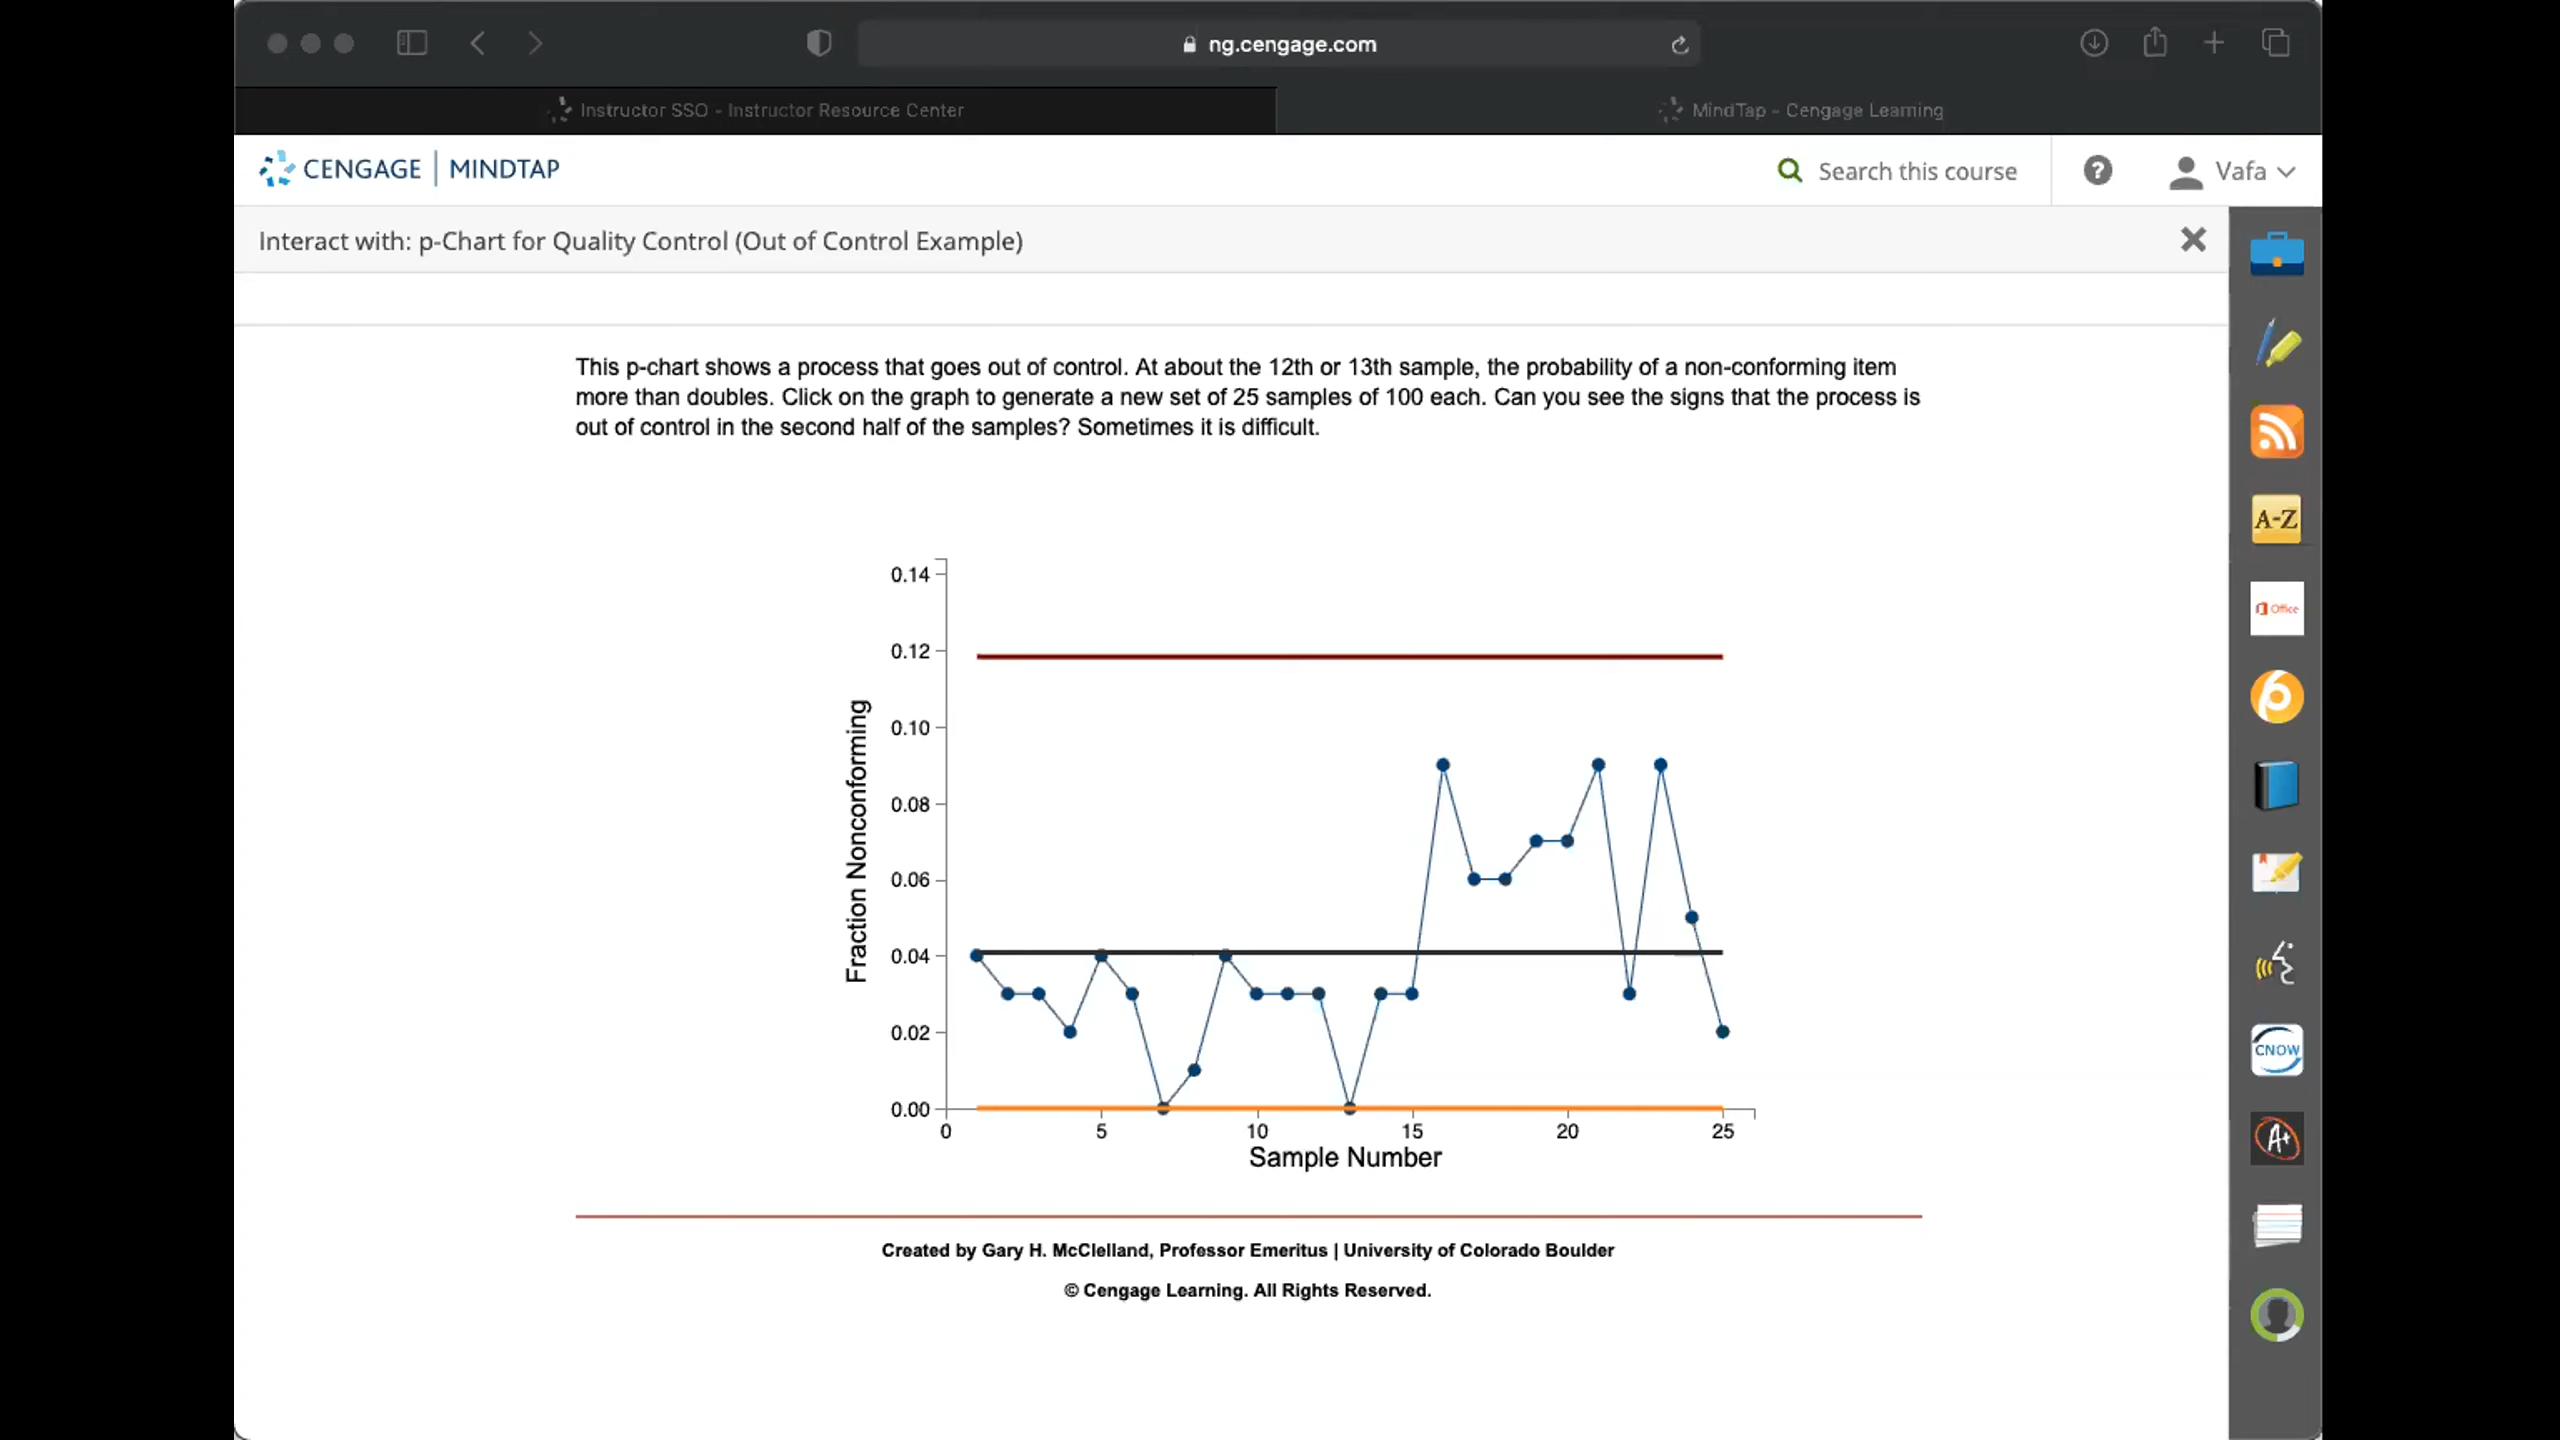 ng.cengage.com
Instructor SSO - Instructor Resource Center
MindTap - Cengage Learning
CENGAGE | MINDTAP
Search this course
?
Vafa
Interact with: p-Chart for Quality Control (Out of Control Example)
This p-chart shows a process that goes out of control. At about the 12th or 13th sample, the probability of a non-conforming item
more than doubles. Click on the graph to generate a new set of 25 samples of 100 each. Can you see the signs that the process is
out of control in the second half of the samples? Sometimes it is difficult.
A-Z
Office
CNOW
A+
0.14
0.12
0.10
0.08
0.06
0.04
0.02
0.00
Fraction Nonconforming
0 5 10 15 20 25
Sample Number
Created by Gary H. McClelland, Professor Emeritus | University of Colorado Boulder
© Cengage Learning. All Rights Reserved.